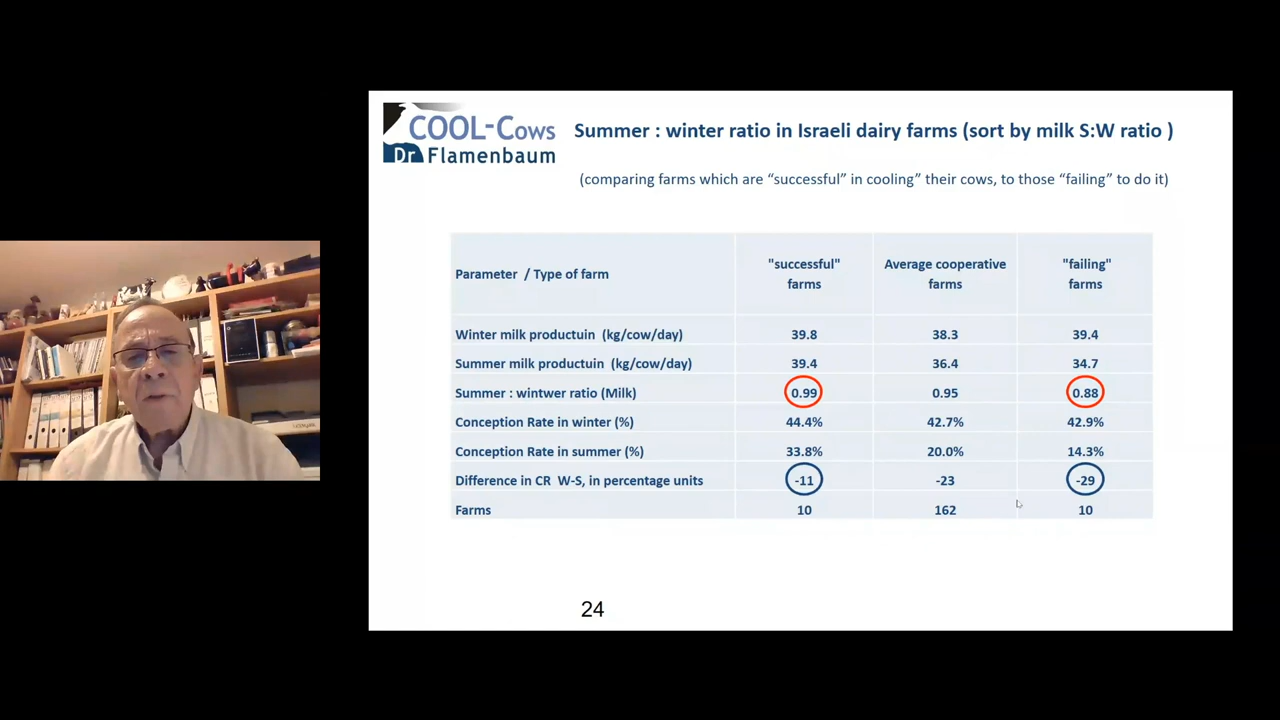 COOL-Cows
Dr Flamenbaum
Summer : winter ratio in Israeli dairy farms (sort by milk S:W ratio )
(comparing farms which are “successful” in cooling” their cows, to those “failing” to do it)
Parameter / Type of farm
"successful"
farms
Average cooperative
farms
"failing"
farms
Winter milk productuin (kg/cow/day) 39.8 38.3 39.4
Summer milk productuin (kg/cow/day) 39.4 36.4 34.7
Summer : wintwer ratio (Milk) 0.99 0.95 0.88
Conception Rate in winter (%) 44.4% 42.7% 42.9%
Conception Rate in summer (%) 33.8% 20.0% 14.3%
Difference in CR W-S, in percentage units -11 -23 -29
Farms 10 162 10
24